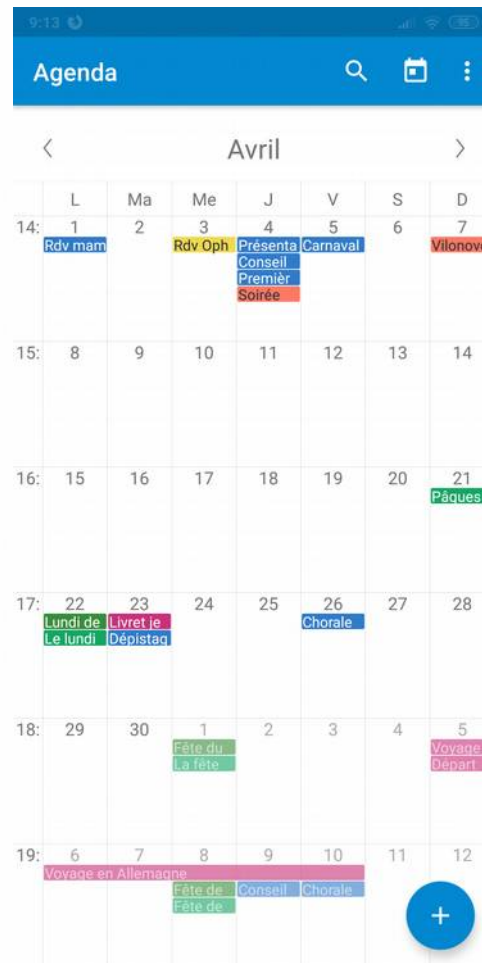 9:13 95
Agenda
Avril
L Ma Me J V S D
14: 1 2 3 4 5 6 7
Rdv mam Rdv Oph Présenta Carnaval Vilonov
Conseil
Premièr
Soirée
15: 8 9 10 11 12 13 14
16: 15 16 17 18 19 20 21
Pâques
17: 22 23 24 25 26 27 28
Lundi de Livret je Chorale
Le lundi Dépistag
18: 29 30 1 2 3 4 5
Fête du Voyage
La fête Départ
19: 6 7 8 9 10 11 12
Voyage en Allemagne
Fête de Conseil Chorale
Fête de
+